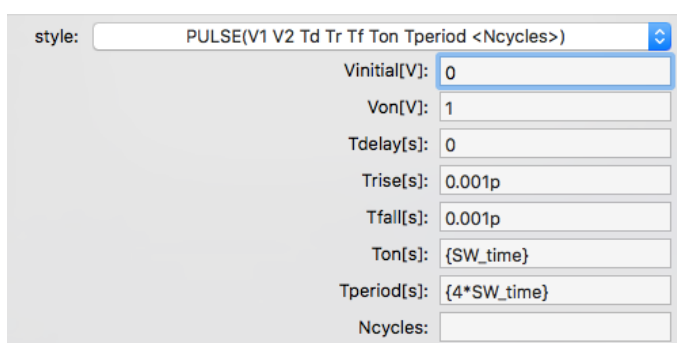 style: PULSE(V1 V2 Td Tr Tf Ton Tperiod <Ncycles>)
Vinitial[V]: 0
Von[V]: 1
Tdelay[s]: 0
Trise[s]: 0.001p
Tfall[s]: 0.001p
Ton[s]: {SW_time}
Tperiod[s]: {4*SW_time}
Ncycles: